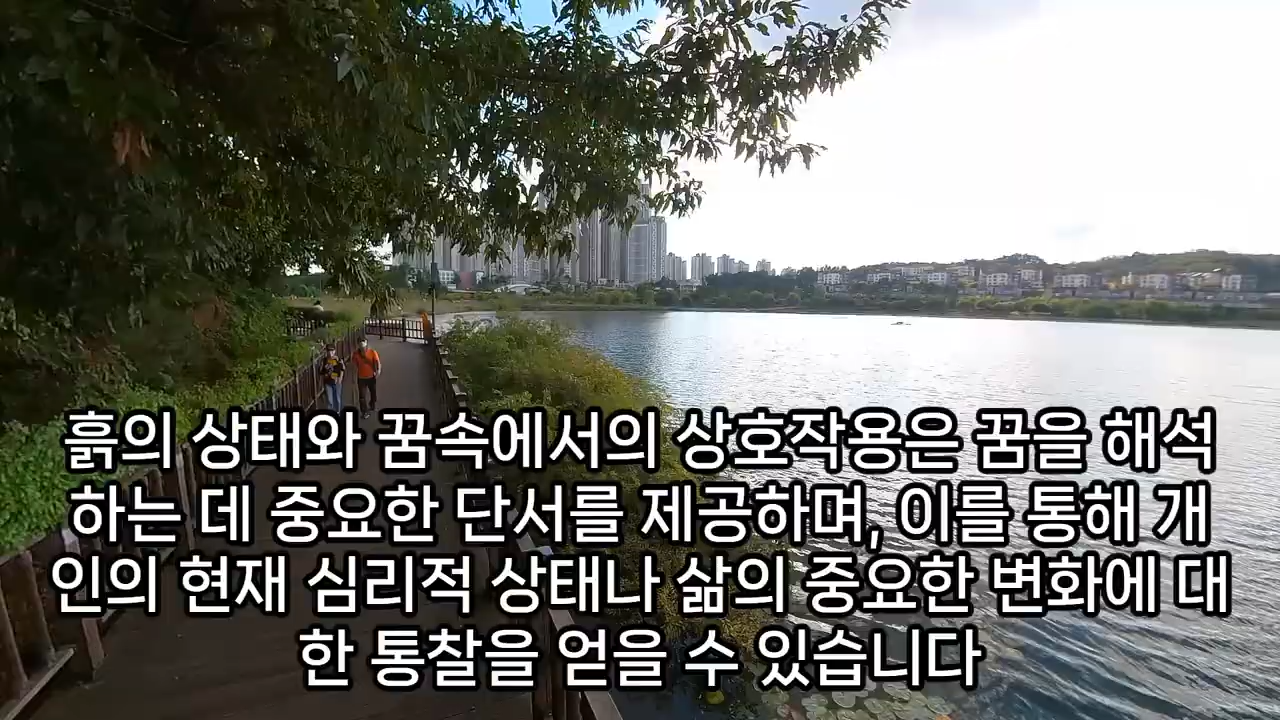 흙의 상태와 꿈속에서의 상호작용은 꿈을 해석
하는 데 중요한 단서를 제공하며, 이를 통해 개
인의 현재 심리적 상태나 삶의 중요한 변화에 대
한 통찰을 얻을 수 있습니다